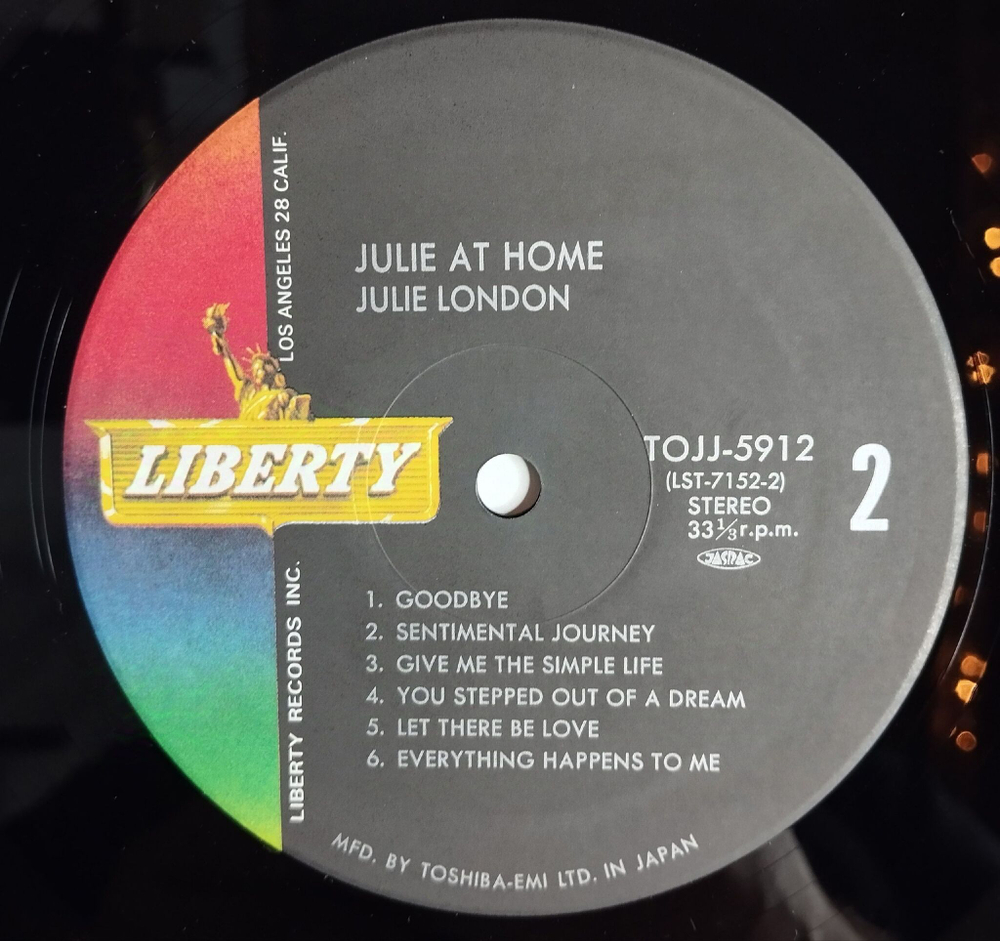 LOS ANGELES 28 CALIF.
JULIE AT HOME
JULIE LONDON
LIBERTY
TOJJ-5912
(LST-7152-2)
STEREO
33⅓r.p.m.
JASRAC
2
LIBERTY RECORDS INC.
1. GOODBYE
2. SENTIMENTAL JOURNEY
3. GIVE ME THE SIMPLE LIFE
4. YOU STEPPED OUT OF A DREAM
5. LET THERE BE LOVE
6. EVERYTHING HAPPENS TO ME
MFD. BY TOSHIBA-EMI LTD. IN JAPAN